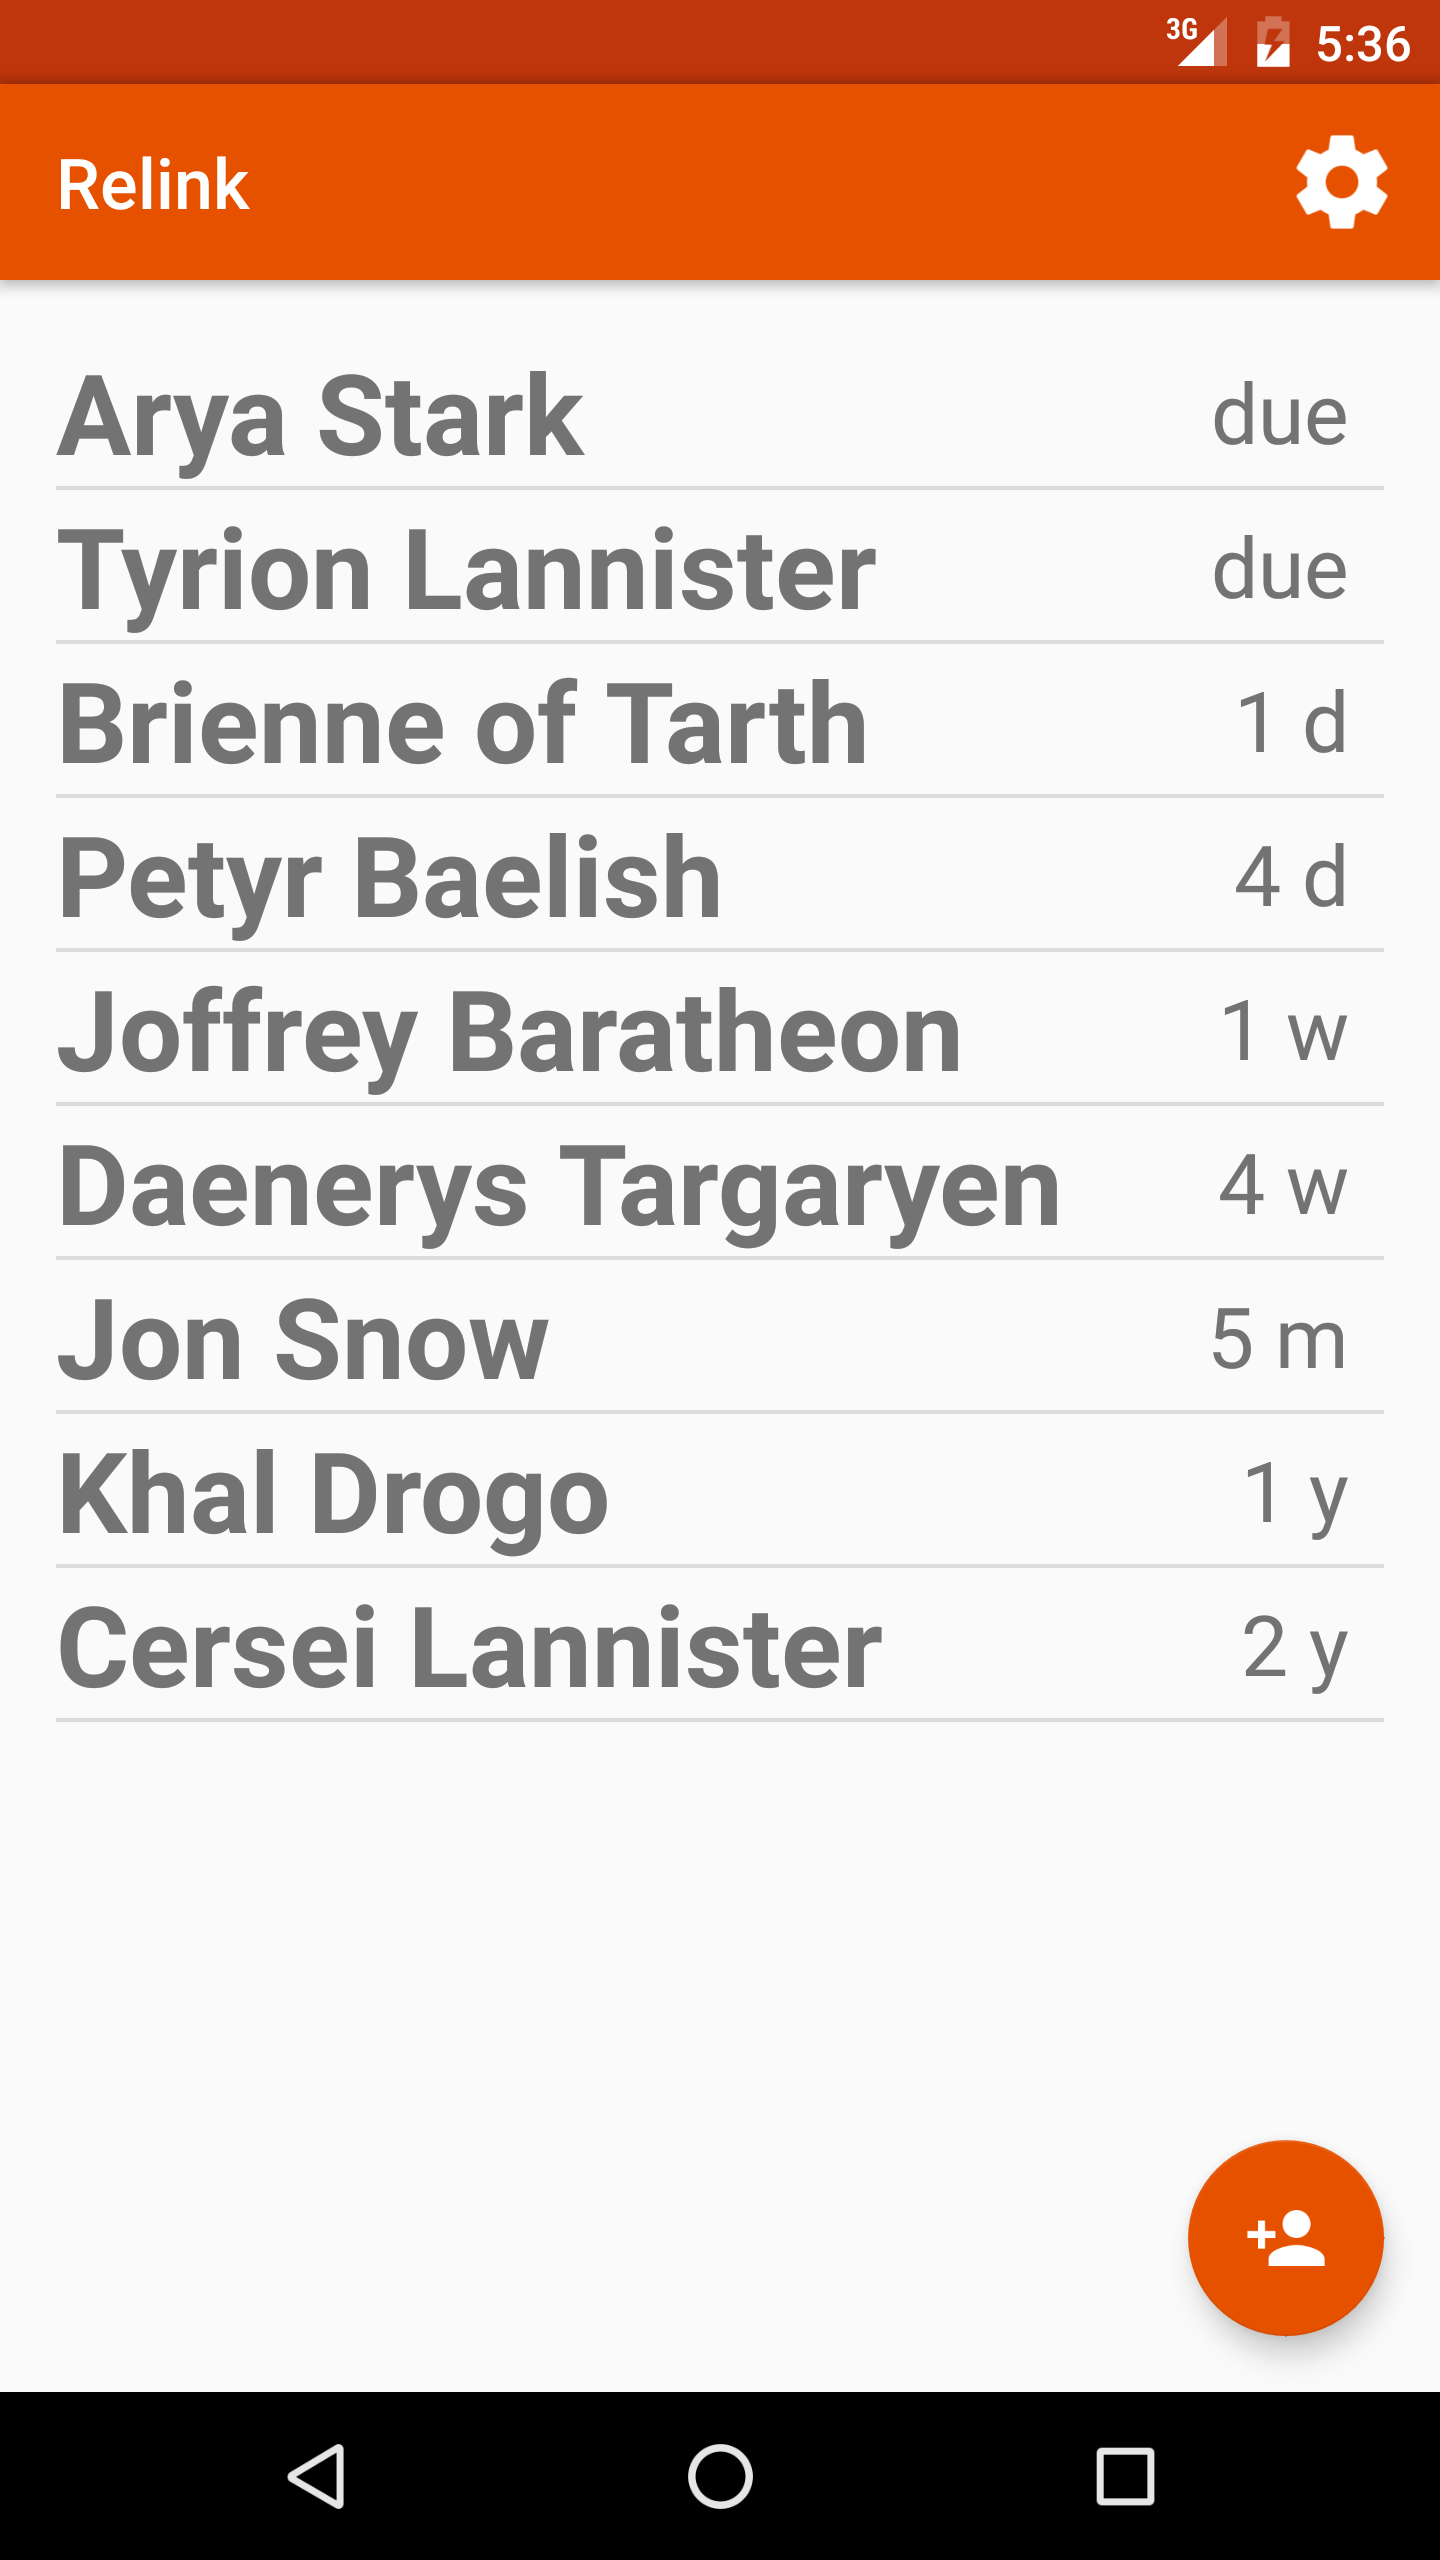 3G 5:36
Relink
Arya Stark due
Tyrion Lannister due
Brienne of Tarth 1 d
Petyr Baelish 4 d
Joffrey Baratheon 1 w
Daenerys Targaryen 4 w
Jon Snow 5 m
Khal Drogo 1 y
Cersei Lannister 2 y